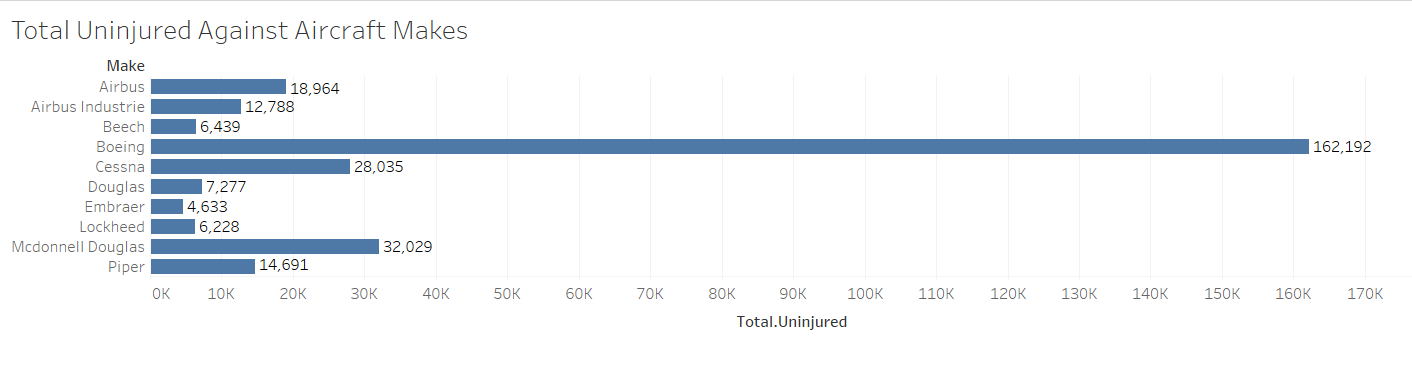 Total Uninjured Against Aircraft Makes
Make
Airbus 18,964
Airbus Industrie 12,788
Beech 6,439
Boeing 162,192
Cessna 28,035
Douglas 7,277
Embraer 4,633
Lockheed 6,228
Mcdonnell Douglas 32,029
Piper 14,691
0K 10K 20K 30K 40K 50K 60K 70K 80K 90K 100K 110K 120K 130K 140K 150K 160K 170K
Total.Uninjured